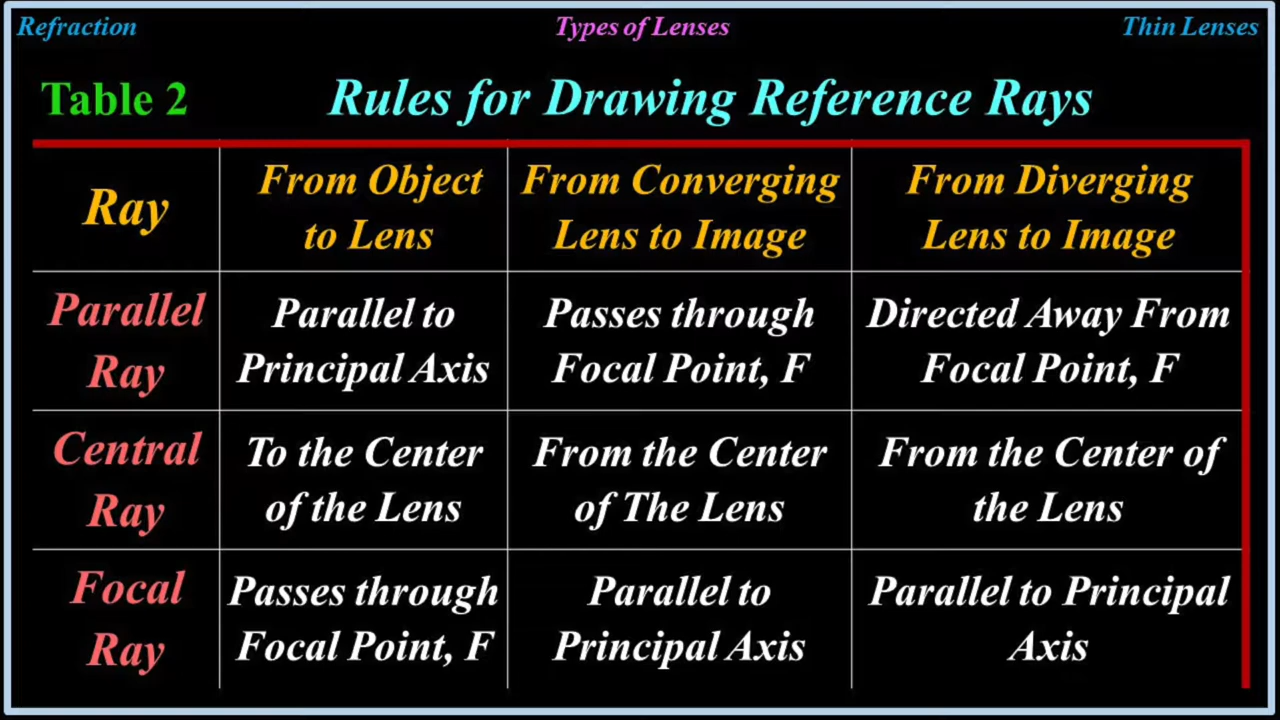 Refraction
Types of Lenses
Thin Lenses
Table 2
Rules for Drawing Reference Rays
Ray
From Object
to Lens
From Converging
Lens to Image
From Diverging
Lens to Image
Parallel
Ray
Parallel to
Principal Axis
Passes through
Focal Point, F
Directed Away From
Focal Point, F
Central
Ray
To the Center
of the Lens
From the Center
of The Lens
From the Center of
the Lens
Focal
Ray
Passes through
Focal Point, F
Parallel to
Principal Axis
Parallel to Principal
Axis